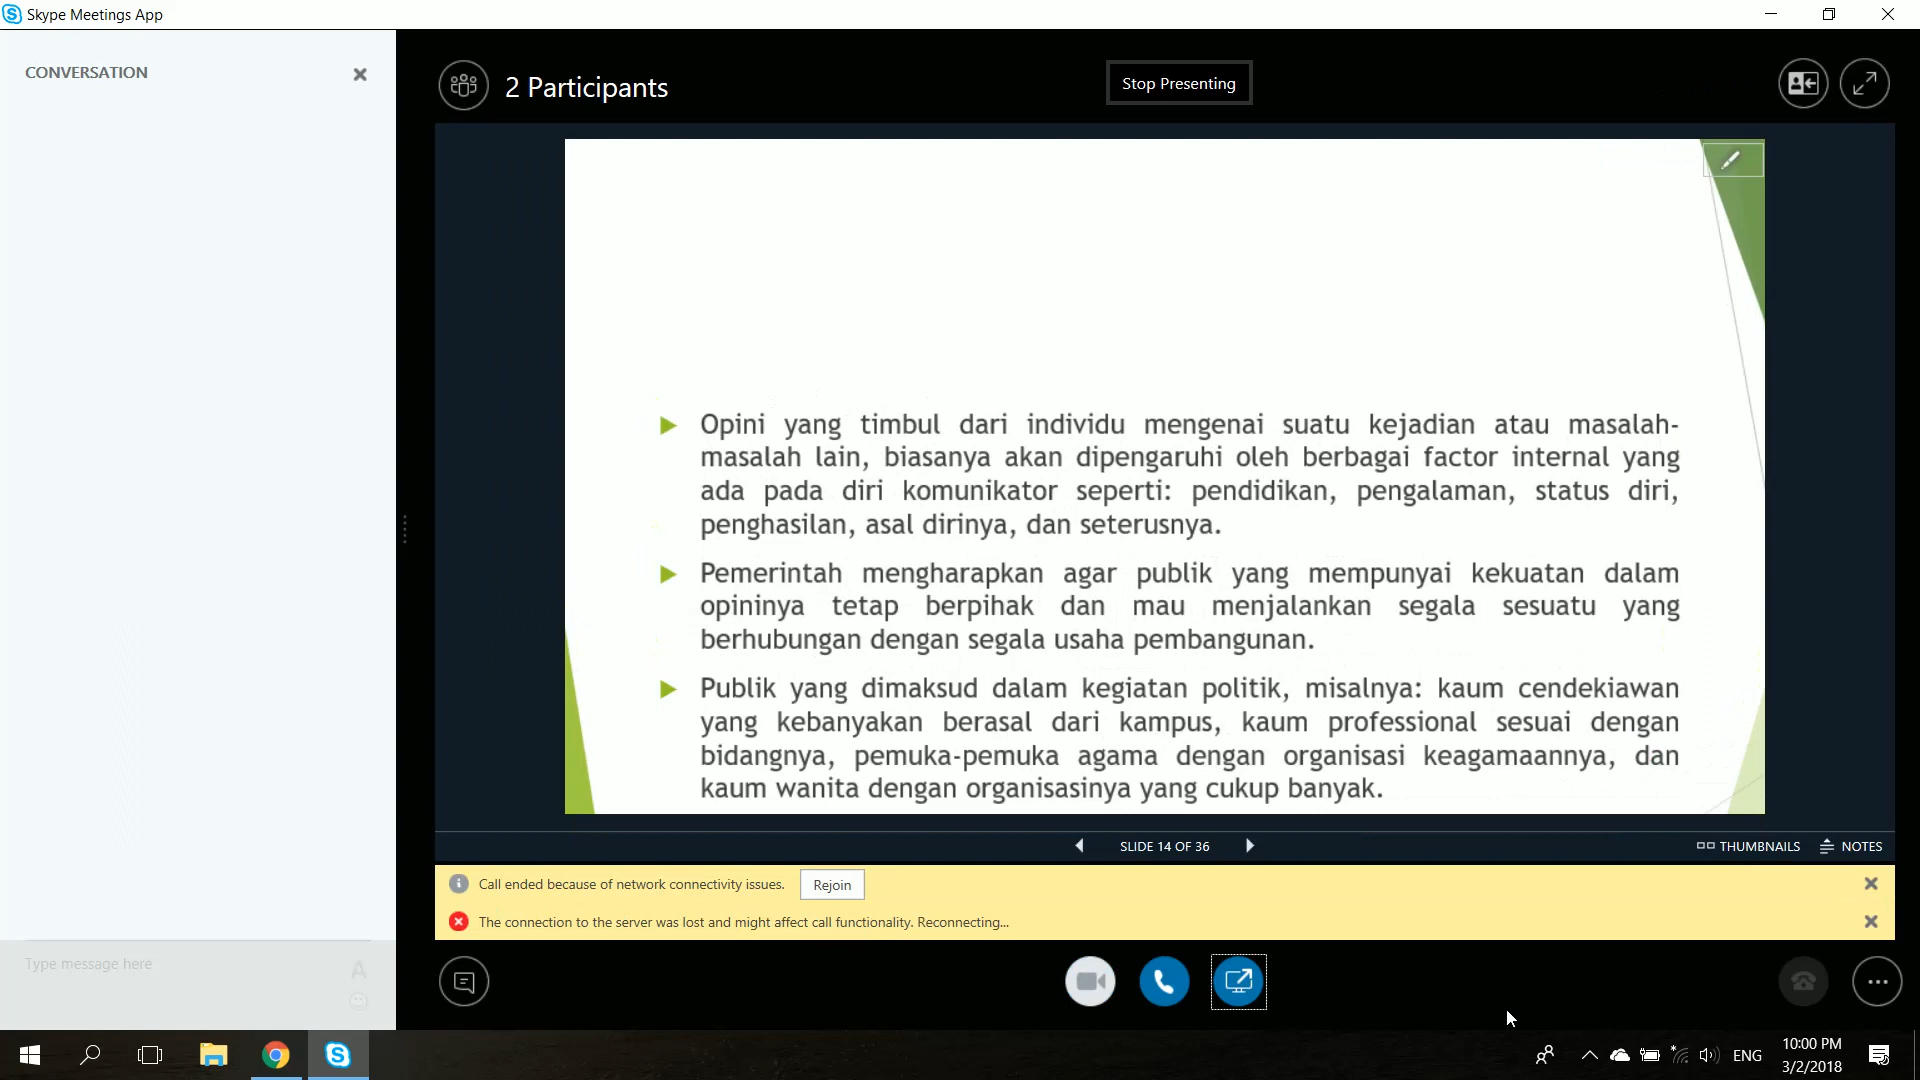 Skype Meetings App
CONVERSATION
2 Participants
Stop Presenting
Opini yang timbul dari individu mengenai suatu kejadian atau masalah-
masalah lain, biasanya akan dipengaruhi oleh berbagai factor internal yang
ada pada diri komunikator seperti: pendidikan, pengalaman, status diri,
penghasilan, asal dirinya, dan seterusnya.
Pemerintah mengharapkan agar publik yang mempunyai kekuatan dalam
opininya tetap berpihak dan mau menjalankan segala sesuatu yang
berhubungan dengan segala usaha pembangunan.
Publik yang dimaksud dalam kegiatan politik, misalnya: kaum cendekiawan
yang kebanyakan berasal dari kampus, kaum professional sesuai dengan
bidangnya, pemuka-pemuka agama dengan organisasi keagamaannya, dan
kaum wanita dengan organisasinya yang cukup banyak.
SLIDE 14 OF 36
THUMBNAILS
NOTES
Call ended because of network connectivity issues.
Rejoin
The connection to the server was lost and might affect call functionality. Reconnecting...
Type message here
A
ENG
10:00 PM
3/2/2018